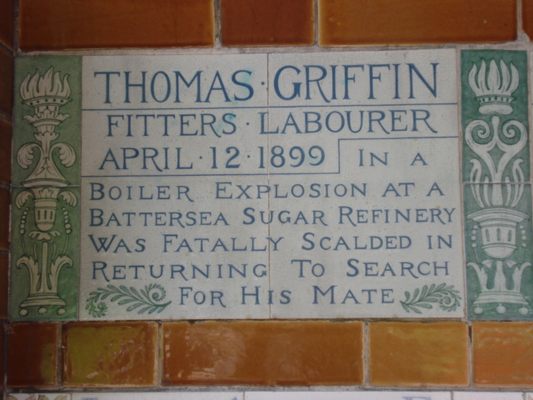 THOMAS · GRIFFIN
FITTERS · LABOURER
APRIL · 12 · 1899 IN A
BOILER EXPLOSION AT A
BATTERSEA SUGAR REFINERY
WAS FATALLY SCALDED IN
RETURNING TO SEARCH
FOR HIS MATE